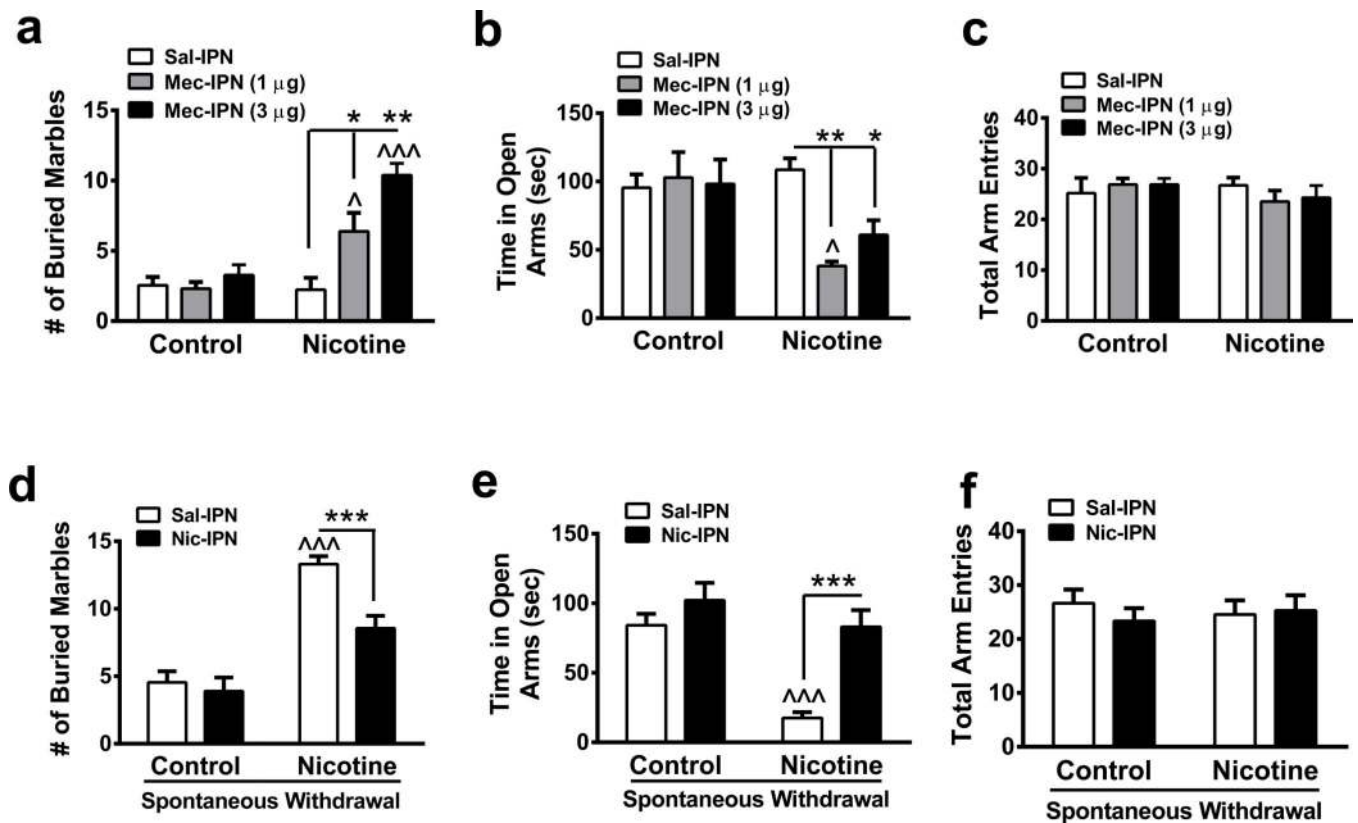 a
Sal-IPN
Mec-IPN (1 μg)
Mec-IPN (3 μg)
# of Buried Marbles
15
10
5
0
* **
^^^
^
Control Nicotine
b
Sal-IPN
Mec-IPN (1 μg)
Mec-IPN (3 μg)
Time in Open
Arms (sec)
150
100
50
0
** *
^
Control Nicotine
c
Sal-IPN
Mec-IPN (1 μg)
Mec-IPN (3 μg)
Total Arm Entries
40
30
20
10
0
Control Nicotine
d
Sal-IPN
Nic-IPN
# of Buried Marbles
15
10
5
0
***
^^^
Control Nicotine
Spontaneous Withdrawal
e
Sal-IPN
Nic-IPN
Time in Open
Arms (sec)
150
100
50
0
***
^^^
Control Nicotine
Spontaneous Withdrawal
f
Sal-IPN
Nic-IPN
Total Arm Entries
40
30
20
10
0
Control Nicotine
Spontaneous Withdrawal